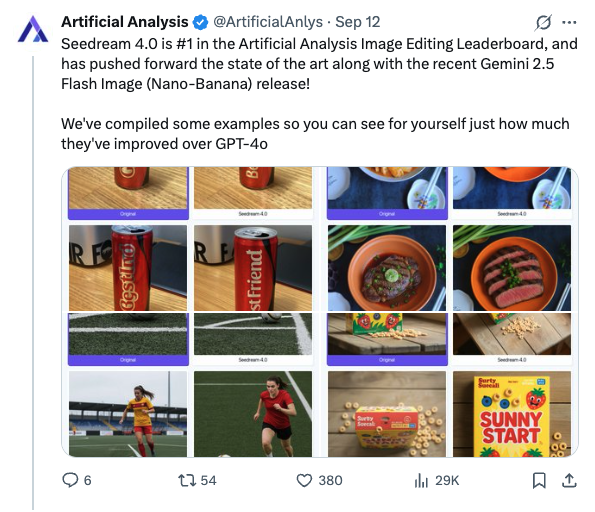 Artificial Analysis @ArtificialAnlys · Sep 12
Seedream 4.0 is #1 in the Artificial Analysis Image Editing Leaderboard, and
has pushed forward the state of the art along with the recent Gemini 2.5
Flash Image (Nano-Banana) release!
We've compiled some examples so you can see for yourself just how much
they've improved over GPT-4o
Original
Seedream 4.0
Original
Seedream 4.0
R FO
BestFri
R F
stFriend
Original
Seedream 4.0
Original
Seedream 4.0
SUNNY
START
6
54
380
29K